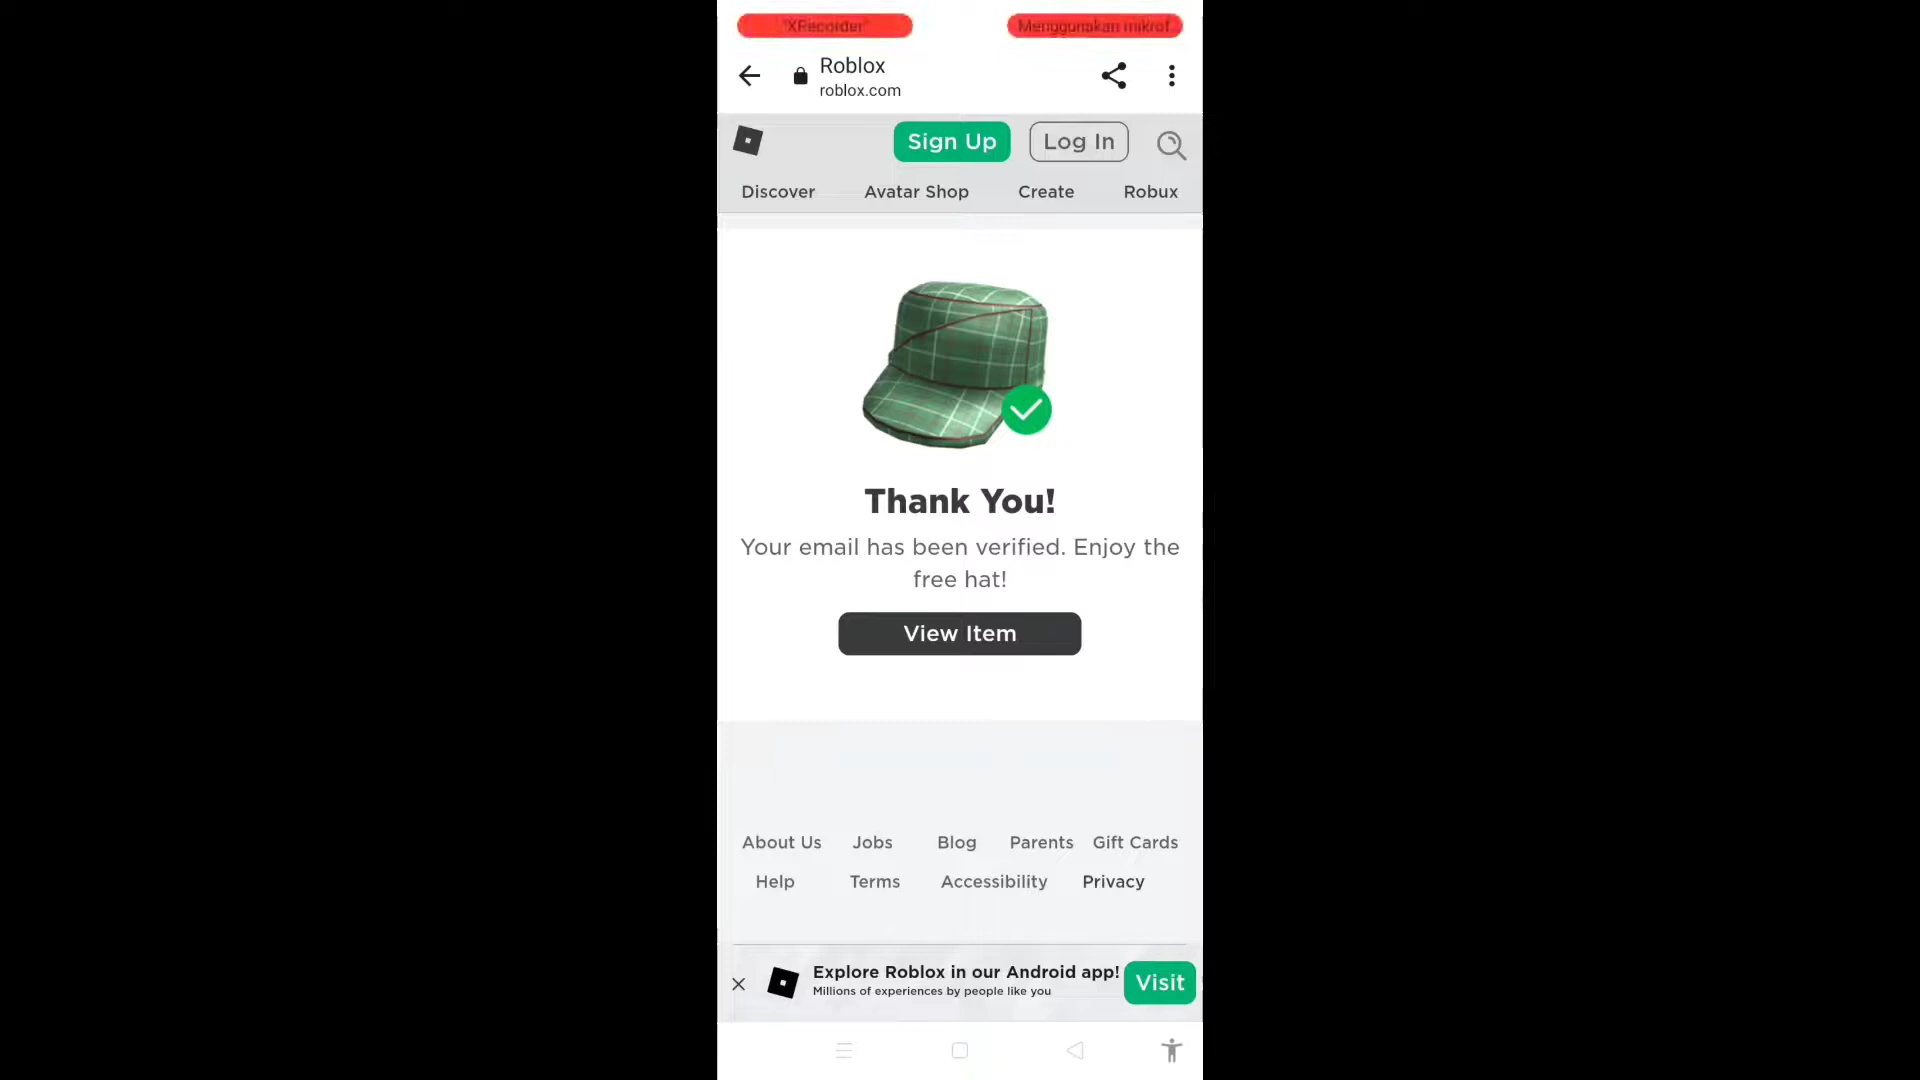 "XRecorder"
Menggunakan mikrof
Roblox
roblox.com
Sign Up
Log In
Discover
Avatar Shop
Create
Robux
Thank You!
Your email has been verified. Enjoy the
free hat!
View Item
About Us
Jobs
Blog
Parents
Gift Cards
Help
Terms
Accessibility
Privacy
Explore Roblox in our Android app!
Millions of experiences by people like you
Visit